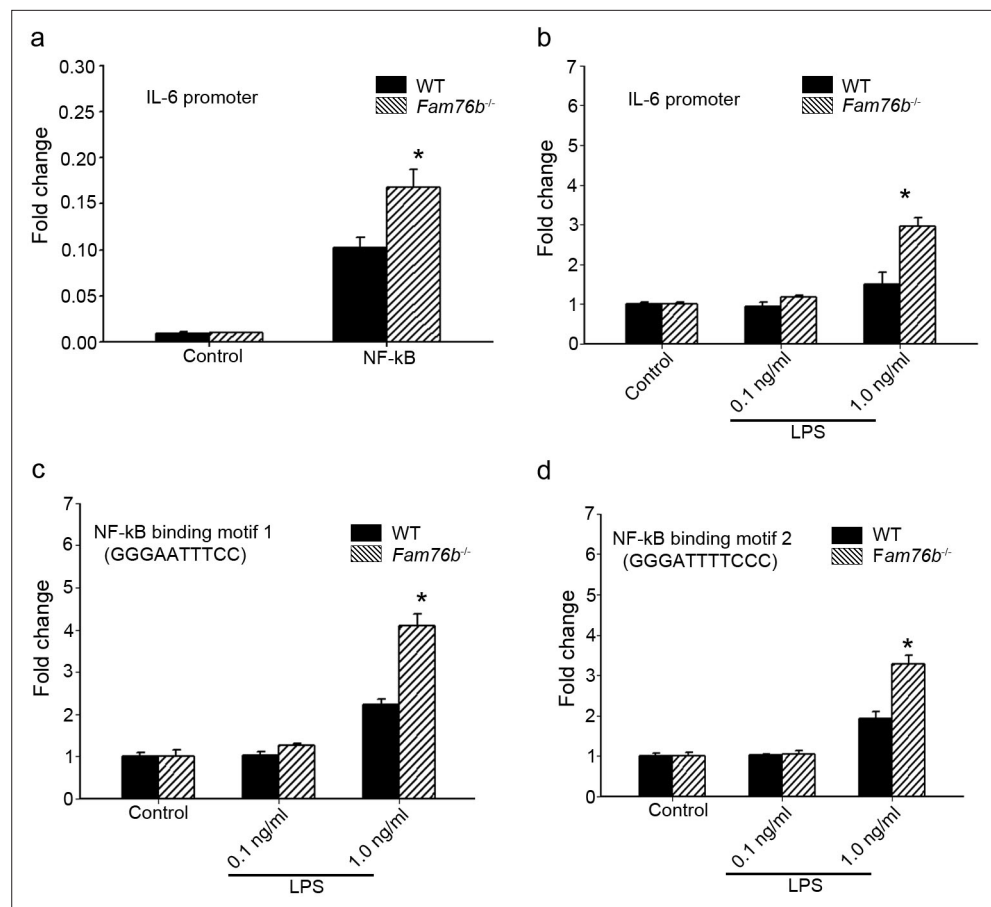 a
0.30
0.25
0.20
0.15
0.10
0.05
0.00
Fold change
IL-6 promoter
WT
Fam76b-/-
*
Control
NF-kB
b
7
6
5
4
3
2
1
0
Fold change
IL-6 promoter
WT
Fam76b-/-
*
Control
0.1 ng/ml
1.0 ng/ml
LPS
c
7
6
5
4
3
2
1
0
Fold change
NF-kB binding motif 1
(GGGAATTTCC)
WT
Fam76b-/-
*
Control
0.1 ng/ml
1.0 ng/ml
LPS
d
7
6
5
4
3
2
1
0
Fold change
NF-kB binding motif 2
(GGGATTTTCCC)
WT
Fam76b-/-
*
Control
0.1 ng/ml
1.0 ng/ml
LPS